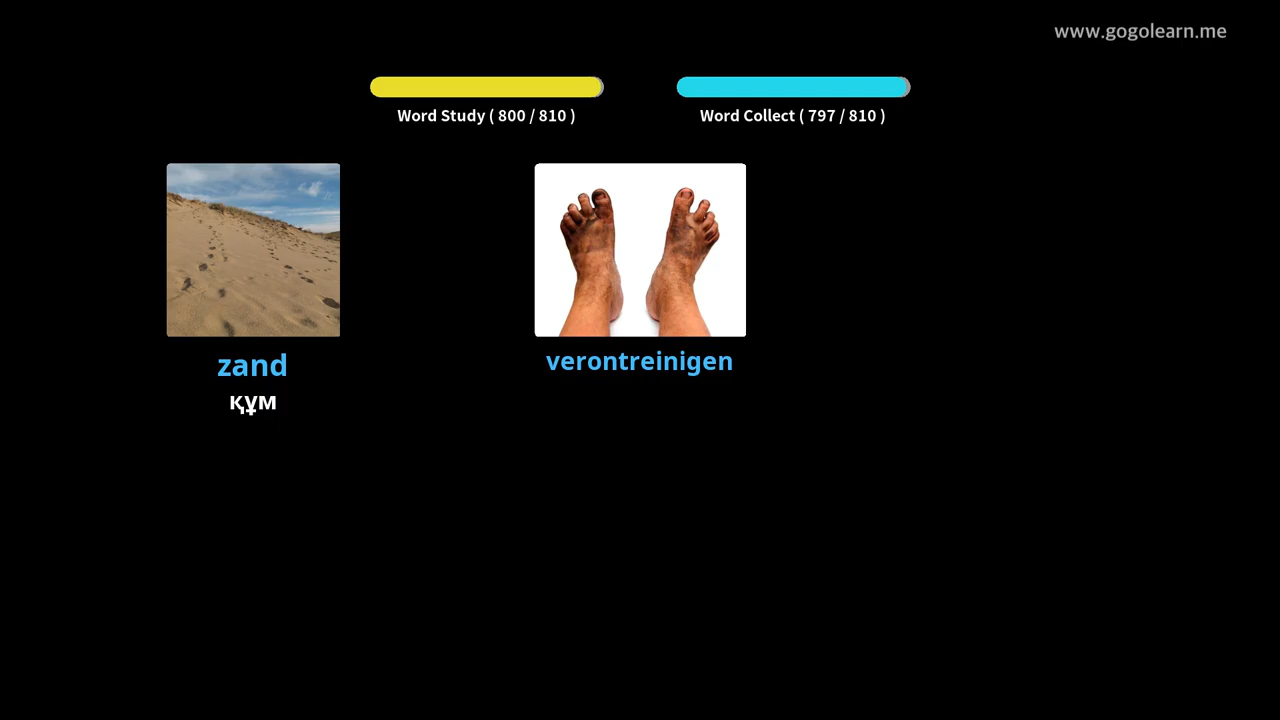 www.gogolearn.me
Word Study ( 800 / 810 )
Word Collect ( 797 / 810 )
zand
құм
verontreinigen